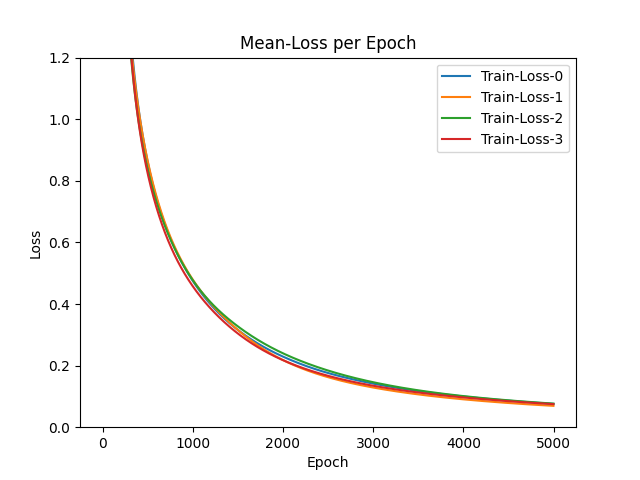 Mean-Loss per Epoch
1.2
1.0
0.8
0.6
0.4
0.2
0.0
Loss
Train-Loss-0
Train-Loss-1
Train-Loss-2
Train-Loss-3
0 1000 2000 3000 4000 5000
Epoch